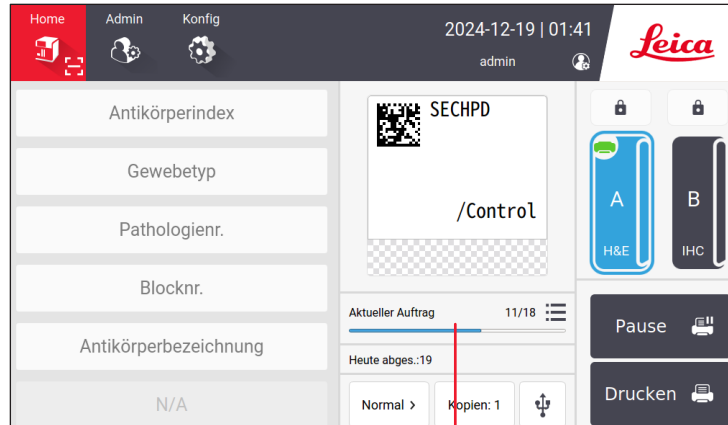 Home
Admin
Konfig
2024-12-19 | 01:41
admin
Leica
Antikörperindex
Gewebetyp
Pathologienr.
Blocknr.
Antikörperbezeichnung
N/A
SECHPD
/Control
Aktueller Auftrag 11/18
Heute abges.:19
Normal >
Kopien: 1
A
H&E
B
IHC
Pause
Drucken